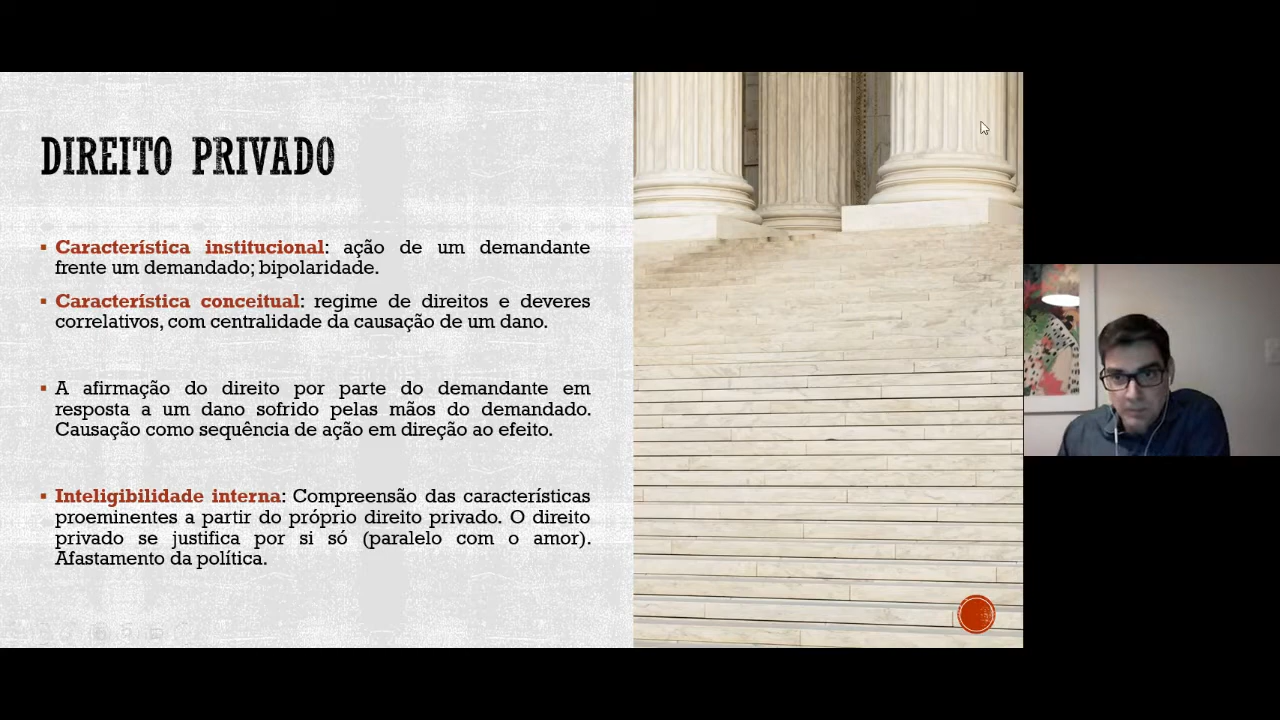 DIREITO PRIVADO
▪ Característica institucional: ação de um demandante
frente um demandado; bipolaridade.
▪ Característica conceitual: regime de direitos e deveres
correlativos, com centralidade da causação de um dano.
▪ A afirmação do direito por parte do demandante em
resposta a um dano sofrido pelas mãos do demandado.
Causação como sequência de ação em direção ao efeito.
▪ Inteligibilidade interna: Compreensão das características
proeminentes a partir do próprio direito privado. O direito
privado se justifica por si só (paralelo com o amor).
Afastamento da política.